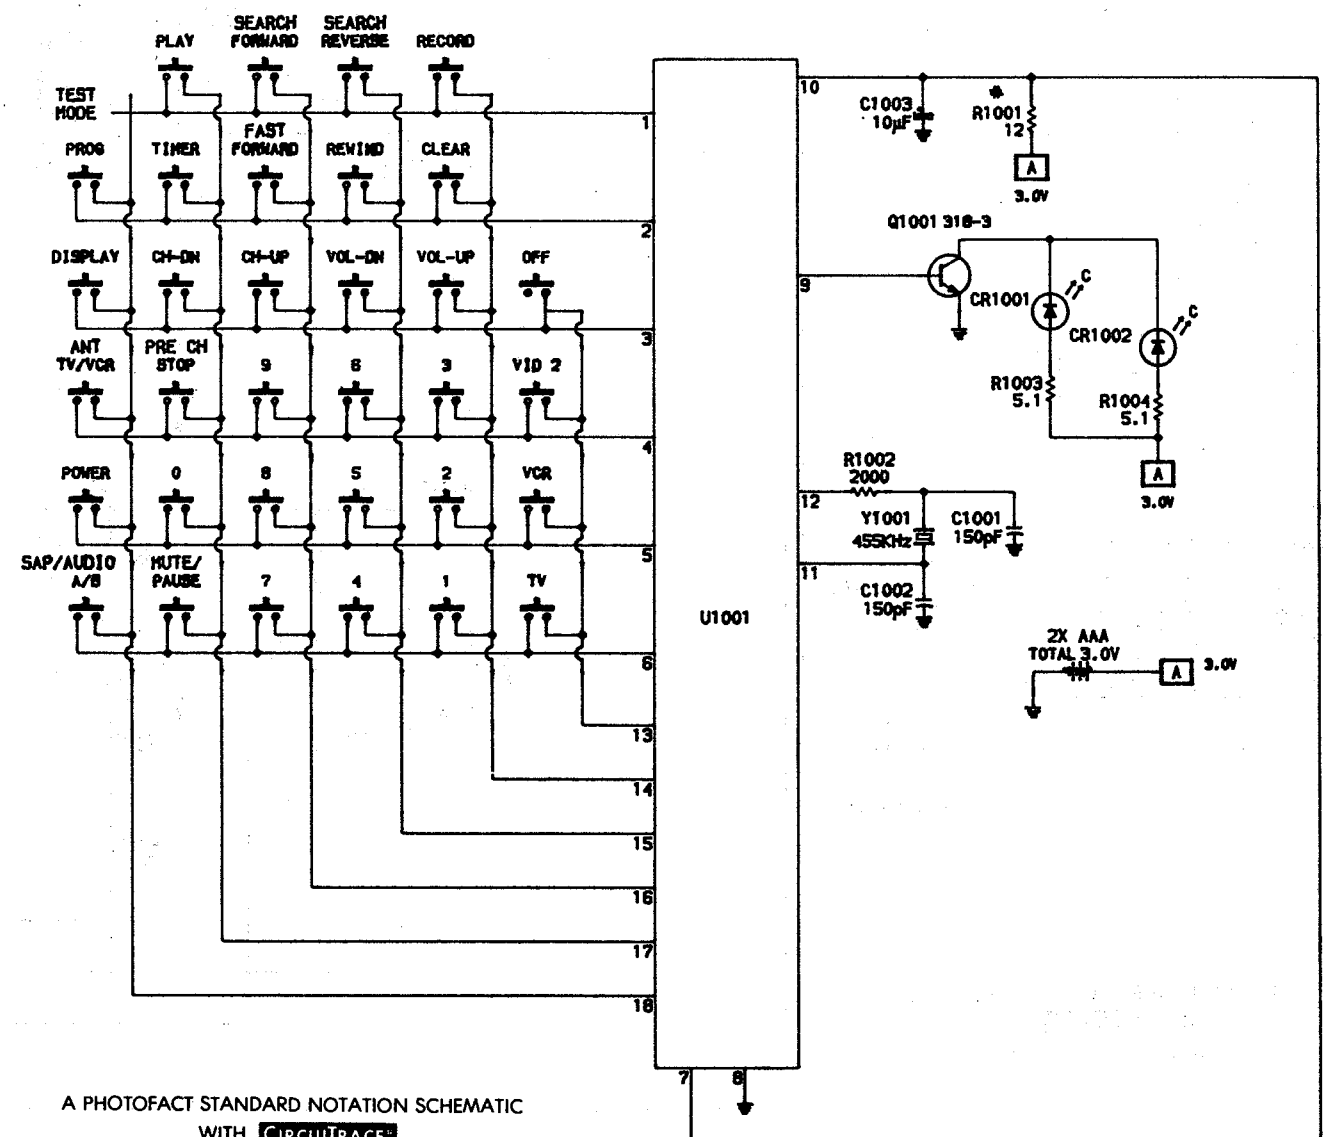 SEARCH SEARCH
PLAY FORWARD REVERSE RECORD
TEST
MODE
1
FAST
PROG TIMER FORWARD REWIND CLEAR
2
DISPLAY CH-DN CH-UP VOL-DN VOL-UP OFF
3
ANT PRE CH
TV/VCR STOP 9 6 3 VID 2
4
POWER 0 8 5 2 VCR
5
SAP/AUDIO MUTE/
A/B PAUSE 7 4 1 TV
6
13
14
15
16
17
18
U1001
7 8
10
C1003
10µF
*
R1001
12
A
3.0V
Q1001 318-3
9
C
CR1001
C
CR1002
R1003
5.1
R1004
5.1
A
3.0V
R1002
2000
12
Y1001
455KHz
C1001
150pF
11
C1002
150pF
2X AAA
TOTAL 3.0V
A 3.0V
A PHOTOFACT STANDARD NOTATION SCHEMATIC
WITH CIRCUITRACE